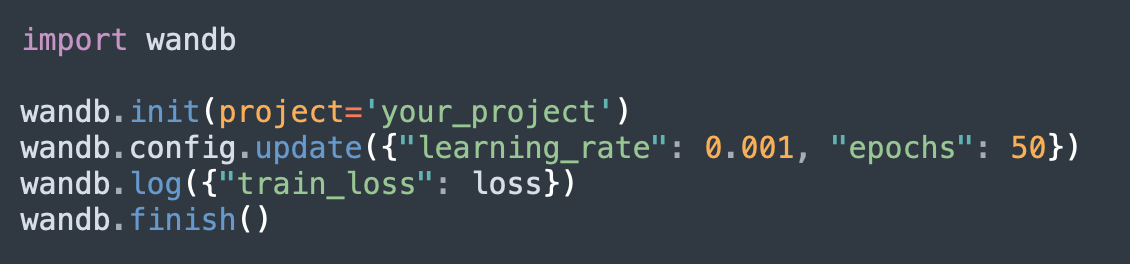 import wandb
wandb.init(project='your_project')
wandb.config.update({"learning_rate": 0.001, "epochs": 50})
wandb.log({"train_loss": loss})
wandb.finish()